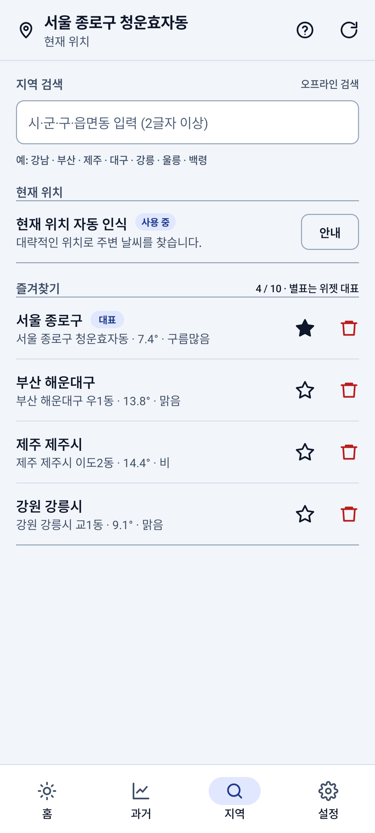 서울 종로구 청운효자동
현재 위치
지역 검색 오프라인 검색
시·군·구·읍면동 입력 (2글자 이상)
예: 강남 · 부산 · 제주 · 대구 · 강릉 · 울릉 · 백령
현재 위치
현재 위치 자동 인식 사용 중
대략적인 위치로 주변 날씨를 찾습니다.
안내
즐겨찾기 4 / 10 · 별표는 위젯 대표
서울 종로구 대표
서울 종로구 청운효자동 · 7.4° · 구름많음
부산 해운대구
부산 해운대구 우1동 · 13.8° · 맑음
제주 제주시
제주 제주시 이도2동 · 14.4° · 비
강원 강릉시
강원 강릉시 교1동 · 9.1° · 맑음
홈 과거 지역 설정